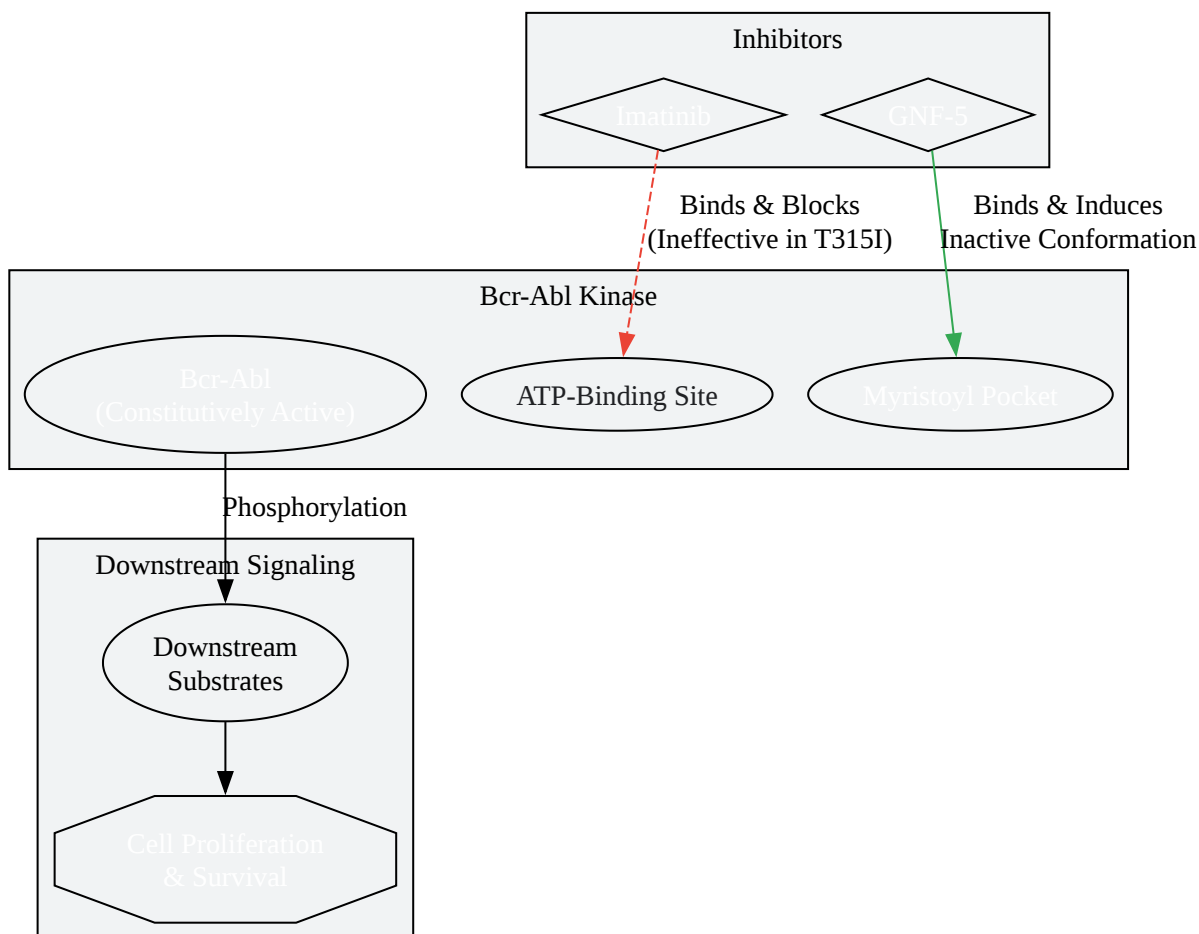 Inhibitors
Imatinib
GNF-5
Binds & Blocks
(Ineffective in T315I)
Binds & Induces
Inactive Conformation
Bcr-Abl Kinase
Bcr-Abl
(Constitutively Active)
ATP-Binding Site
Myristoyl Pocket
Phosphorylation
Downstream Signaling
Downstream
Substrates
Cell Proliferation
& Survival